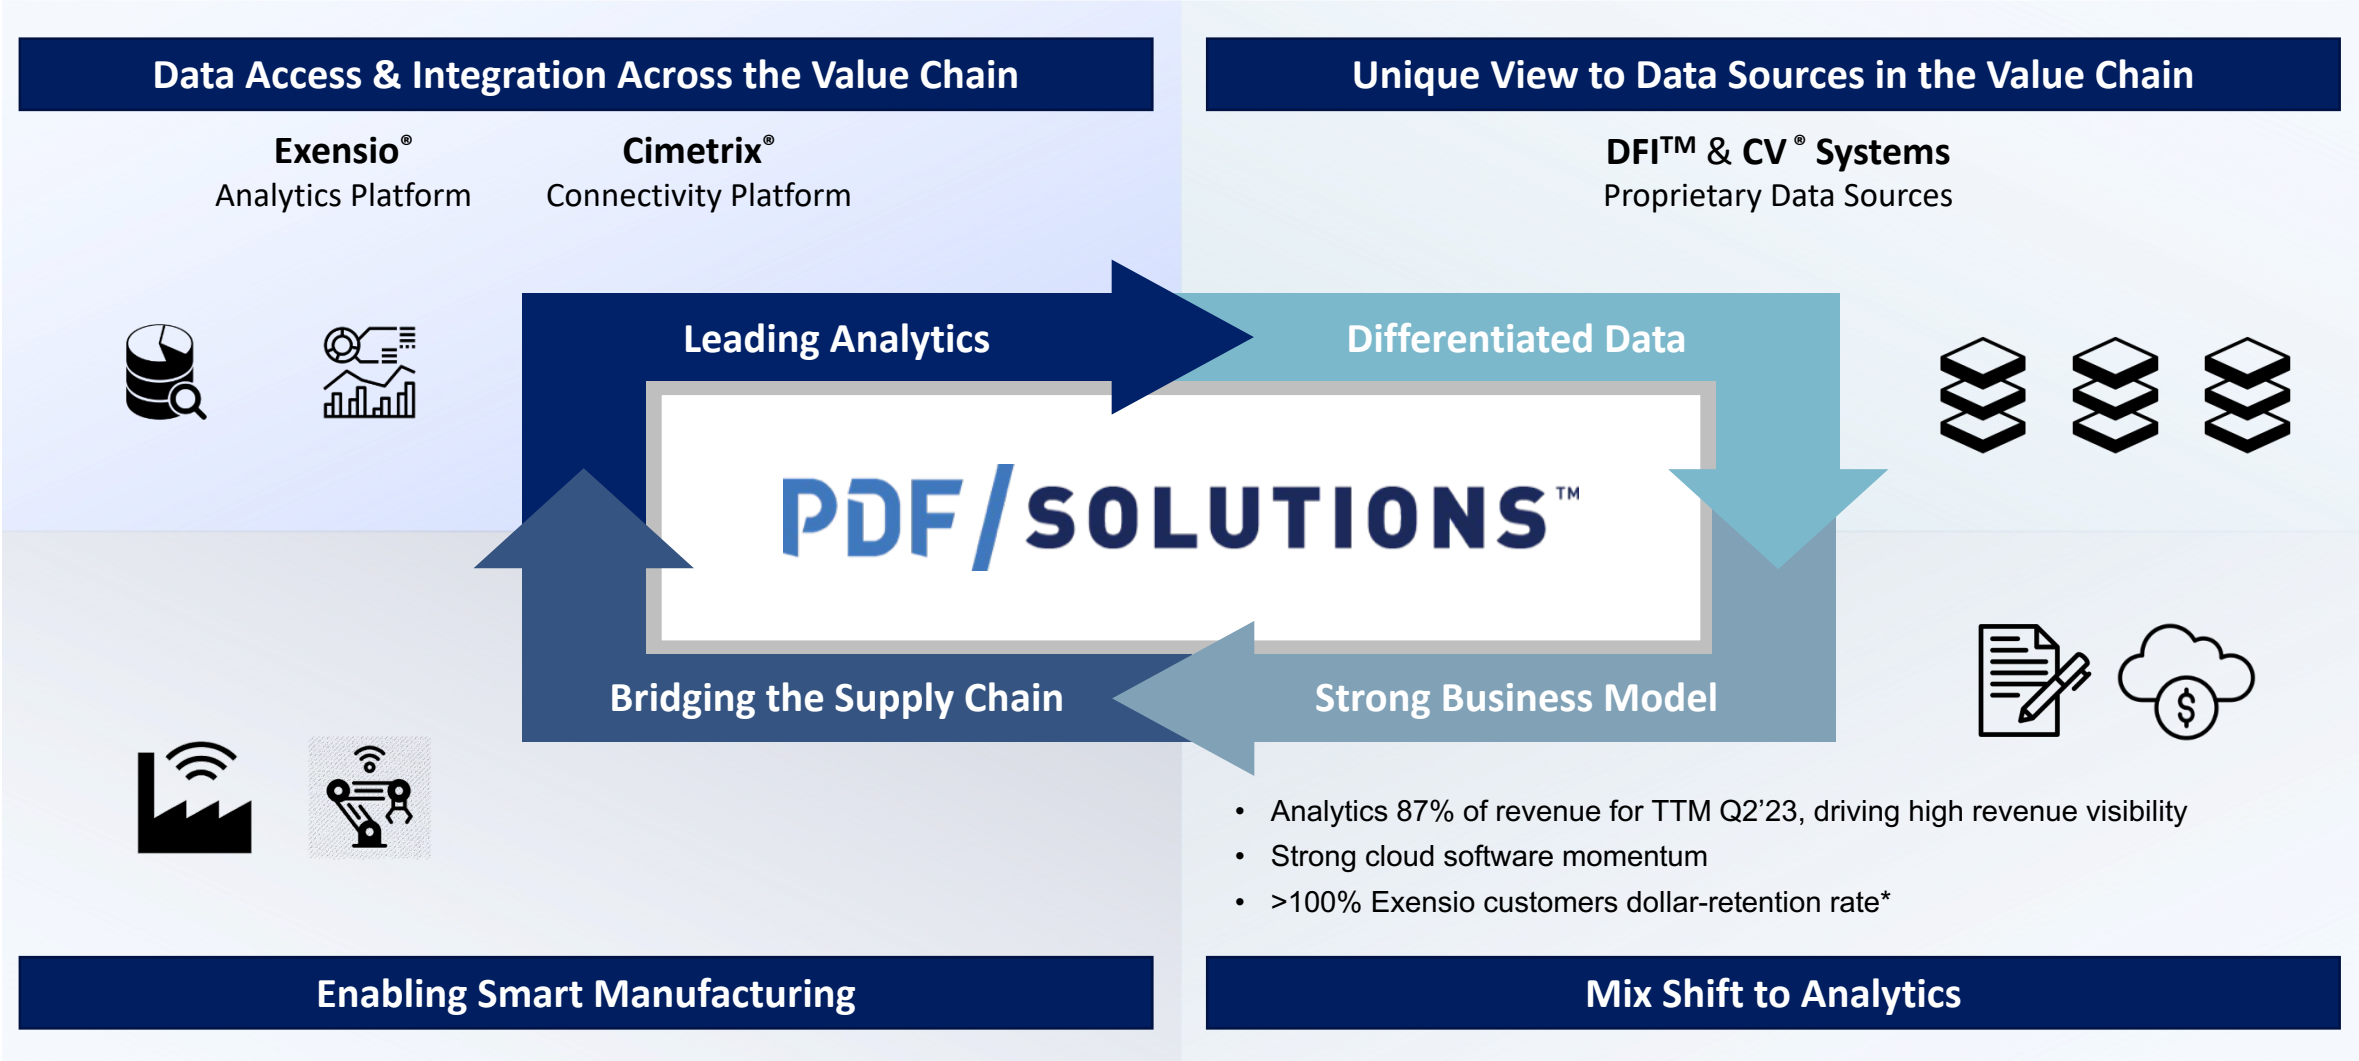 Data Access & Integration Across the Value Chain
Exensio®
Analytics Platform
Cimetrix®
Connectivity Platform
Unique View to Data Sources in the Value Chain
DFI™ & CV® Systems
Proprietary Data Sources
Leading Analytics
Differentiated Data
PDF/SOLUTIONS™
Bridging the Supply Chain
Strong Business Model
• Analytics 87% of revenue for TTM Q2’23, driving high revenue visibility
• Strong cloud software momentum
• >100% Exensio customers dollar-retention rate*
$
Enabling Smart Manufacturing
Mix Shift to Analytics